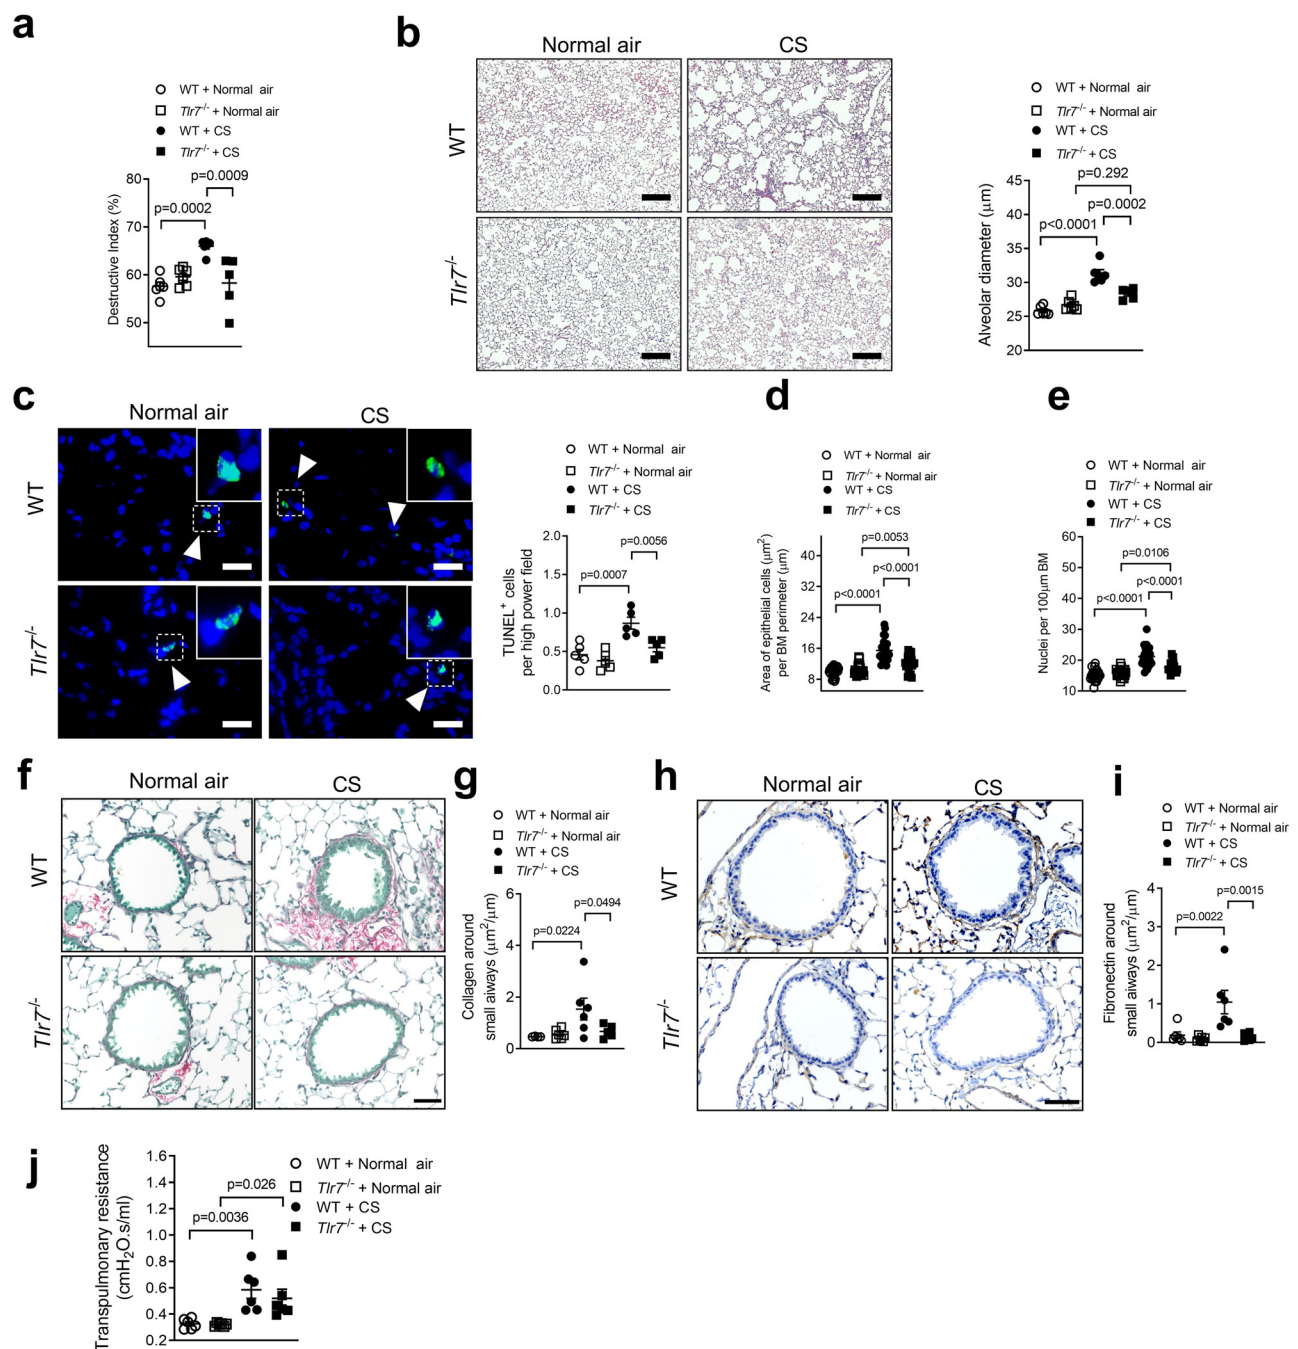 a
WT + Normal air
Tlr7-/- + Normal air
WT + CS
Tlr7-/- + CS
p=0.0009
p=0.0002
Destructive Index (%)
80
70
60
50
b
Normal air
CS
WT
Tlr7-/-
WT + Normal air
Tlr7-/- + Normal air
WT + CS
Tlr7-/- + CS
p=0.292
p=0.0002
p<0.0001
Alveolar diameter (μm)
45
40
35
30
25
20
c
Normal air
CS
WT
Tlr7-/-
WT + Normal air
Tlr7-/- + Normal air
WT + CS
Tlr7-/- + CS
p=0.0056
p=0.0007
TUNEL+ cells
per high power field
2.0
1.5
1.0
0.5
0.0
d
WT + Normal air
Tlr7-/- + Normal air
WT + CS
Tlr7-/- + CS
p=0.0053
p<0.0001
p<0.0001
Area of epithelial cells (μm2)
per BM perimeter (μm)
40
32
24
16
8
e
WT + Normal air
Tlr7-/- + Normal air
WT + CS
Tlr7-/- + CS
p=0.0106
p<0.0001
p<0.0001
Nuclei per 100μm BM
60
50
40
30
20
10
f
Normal air
CS
WT
Tlr7-/-
g
WT + Normal air
Tlr7-/- + Normal air
WT + CS
Tlr7-/- + CS
p=0.0494
p=0.0224
Collagen around
small aiways (μm2/μm)
6
4
2
0
h
Normal air
CS
WT
Tlr7-/-
i
WT + Normal air
Tlr7-/- + Normal air
WT + CS
Tlr7-/- + CS
p=0.0015
p=0.0022
Fibronectin around
small aiways (μm2/μm)
4
3
2
1
0
j
WT + Normal air
Tlr7-/- + Normal air
WT + CS
Tlr7-/- + CS
p=0.026
p=0.0036
Transpulmonary resistance
(cmH2O.s/ml)
1.6
1.4
1.2
1.0
0.8
0.6
0.4
0.2